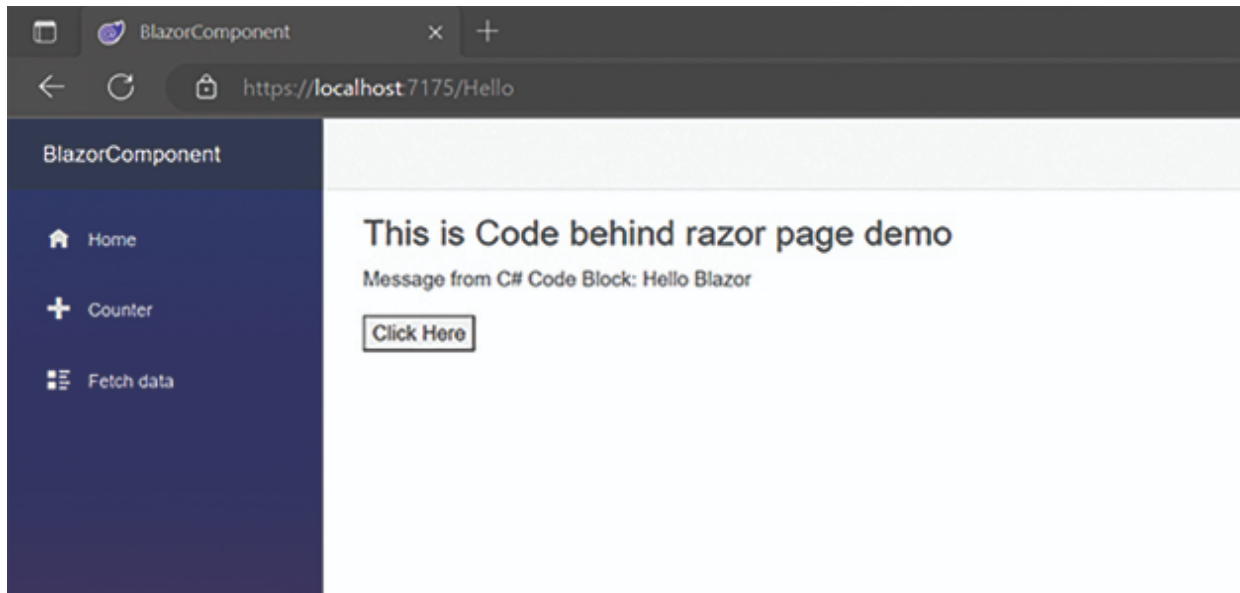 BlazorComponent
https://localhost:7175/Hello
BlazorComponent
Home
Counter
Fetch data
This is Code behind razor page demo
Message from C# Code Block: Hello Blazor
Click Here